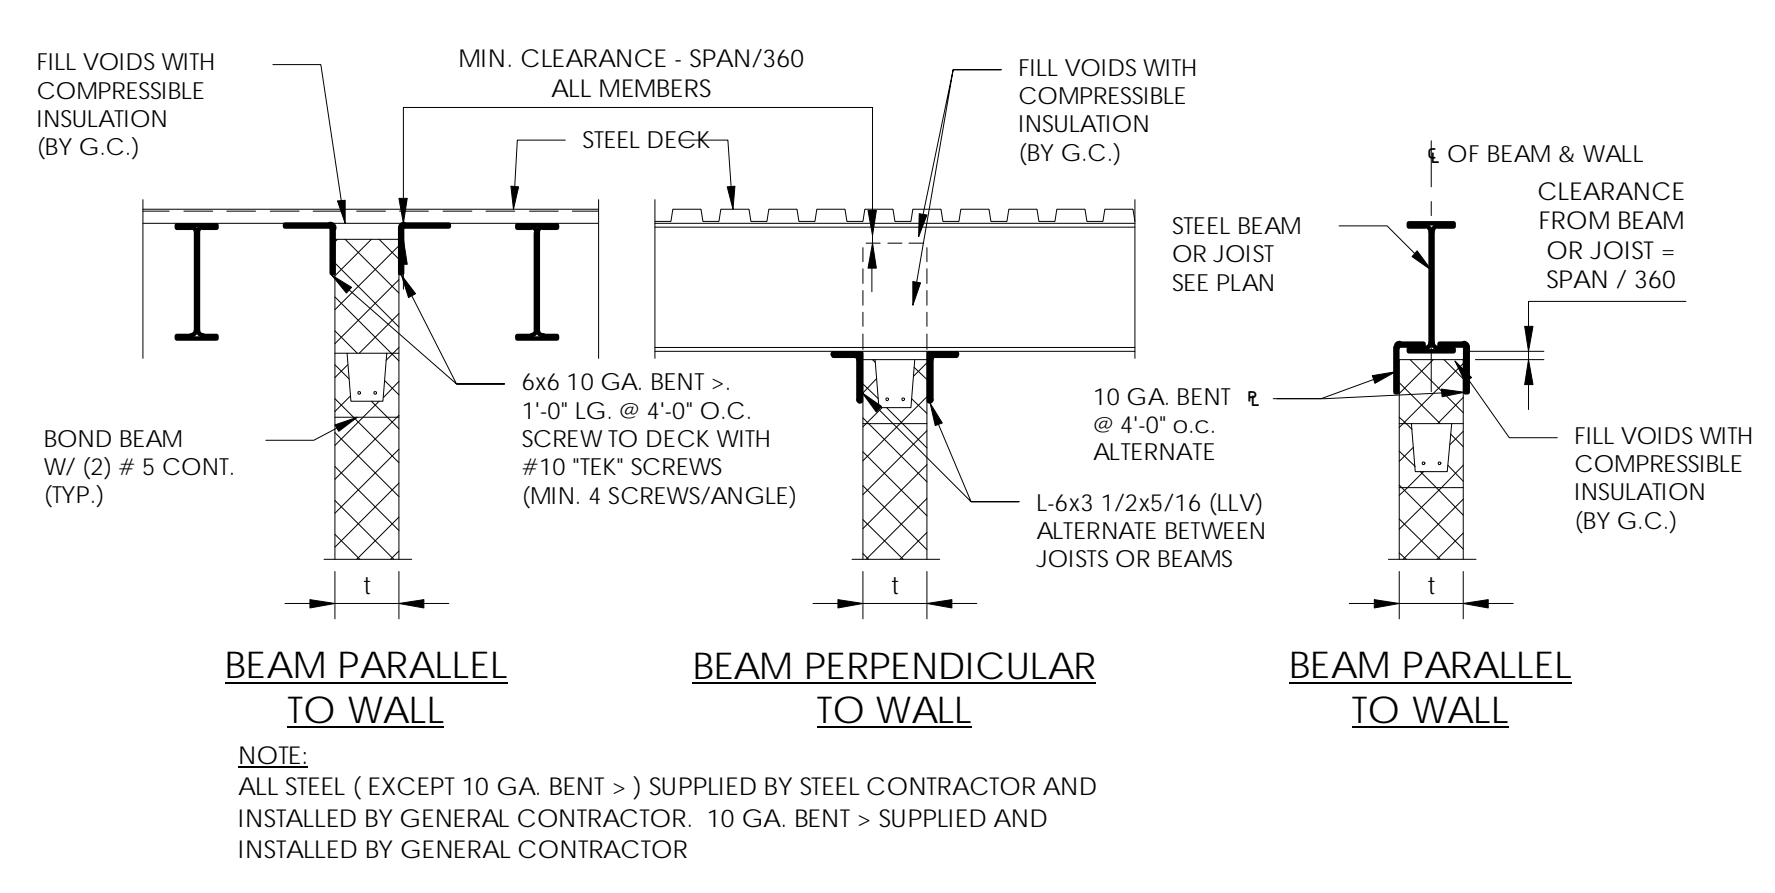 FILL VOIDS WITH
COMPRESSIBLE
INSULATION
(BY G.C.)
MIN. CLEARANCE - SPAN/360
ALL MEMBERS
STEEL DECK
FILL VOIDS WITH
COMPRESSIBLE
INSULATION
(BY G.C.)
℄ OF BEAM & WALL
CLEARANCE
FROM BEAM
OR JOIST =
SPAN / 360
STEEL BEAM
OR JOIST
SEE PLAN
6x6 10 GA. BENT >.
1'-0" LG. @ 4'-0" O.C.
SCREW TO DECK WITH
#10 "TEK" SCREWS
(MIN. 4 SCREWS/ANGLE)
BOND BEAM
W/ (2) # 5 CONT.
(TYP.)
10 GA. BENT ⅊
@ 4'-0" o.c.
ALTERNATE
L-6x3 1/2x5/16 (LLV)
ALTERNATE BETWEEN
JOISTS OR BEAMS
FILL VOIDS WITH
COMPRESSIBLE
INSULATION
(BY G.C.)
t
t
t
BEAM PARALLEL
TO WALL
BEAM PERPENDICULAR
TO WALL
BEAM PARALLEL
TO WALL
NOTE:
ALL STEEL ( EXCEPT 10 GA. BENT > ) SUPPLIED BY STEEL CONTRACTOR AND
INSTALLED BY GENERAL CONTRACTOR. 10 GA. BENT > SUPPLIED AND
INSTALLED BY GENERAL CONTRACTOR